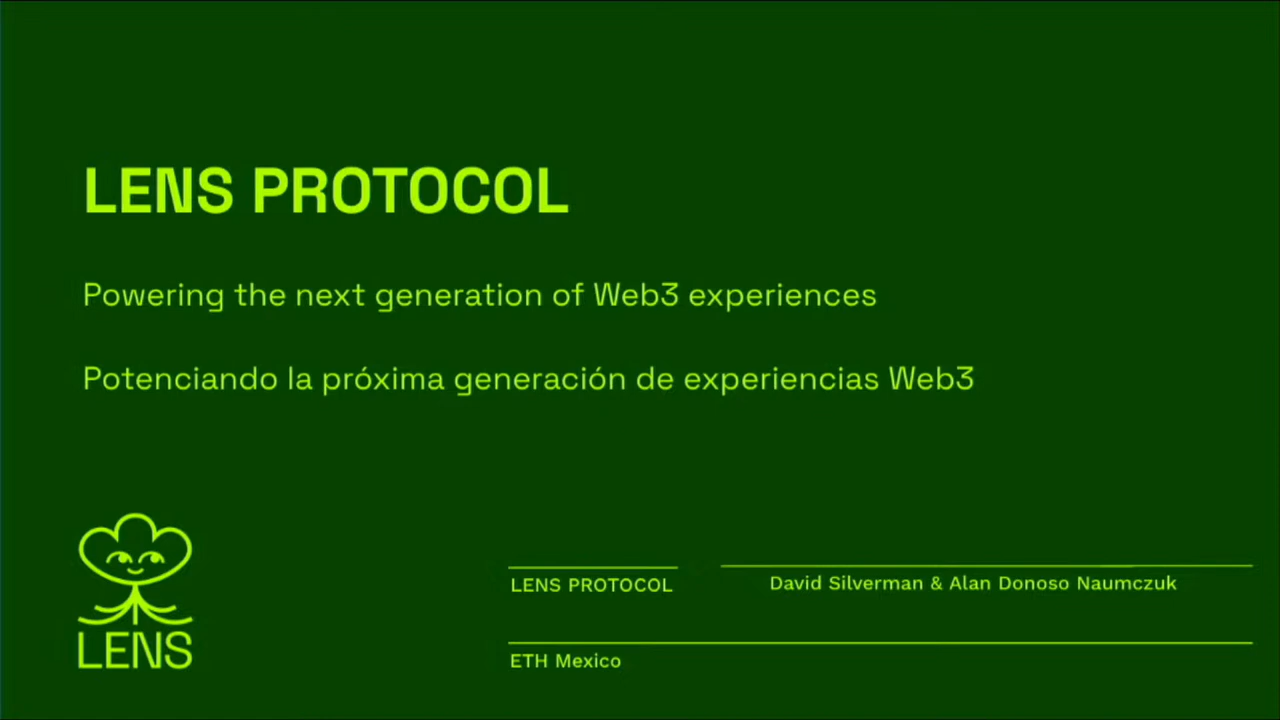 LENS PROTOCOL
Powering the next generation of Web3 experiences
Potenciando la próxima generación de experiencias Web3
LENS
LENS PROTOCOL
David Silverman & Alan Donoso Naumczuk
ETH Mexico